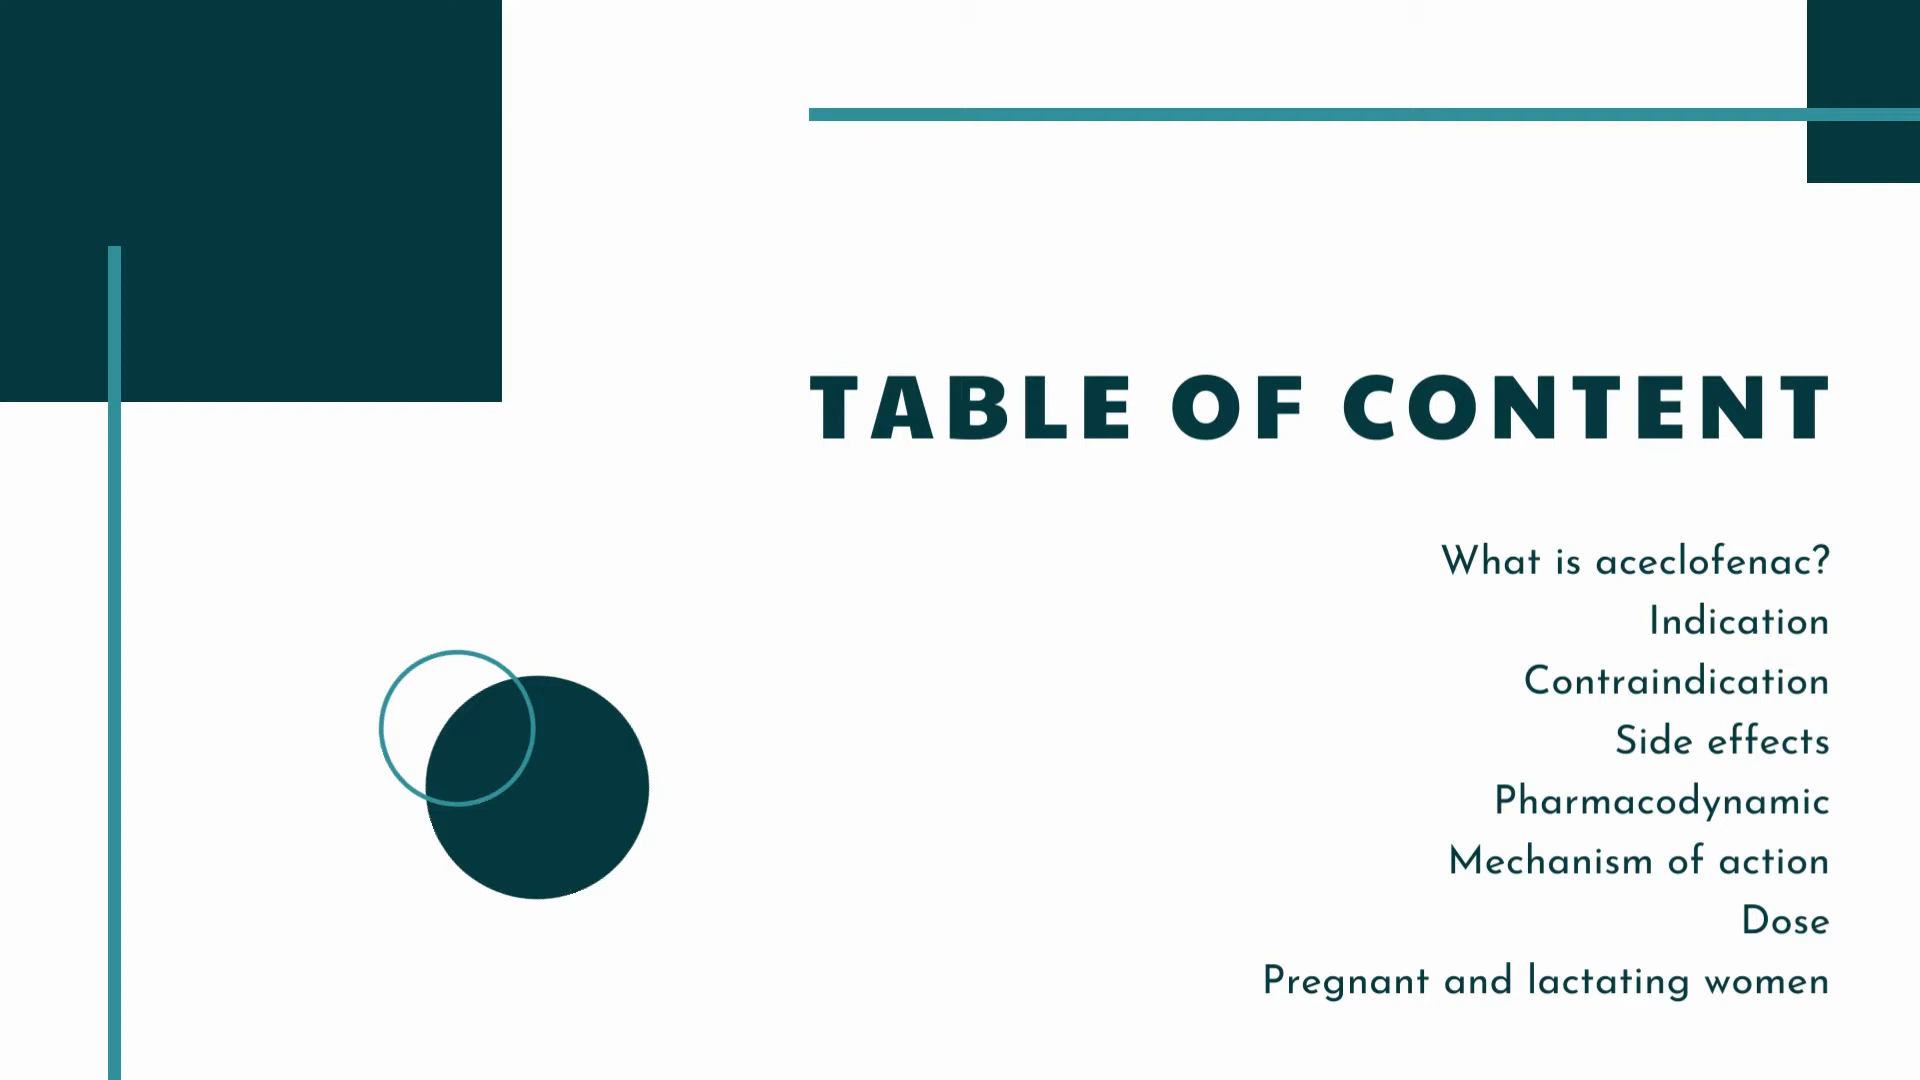 TABLE OF CONTENT
What is aceclofenac?
Indication
Contraindication
Side effects
Pharmacodynamic
Mechanism of action
Dose
Pregnant and lactating women